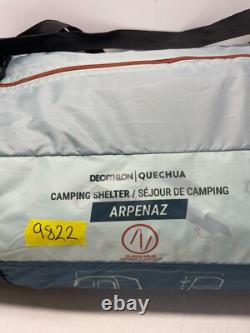 DECATHLON | QUECHUA
CAMPING SHELTER / SÉJOUR DE CAMPING
ARPENAZ
9822